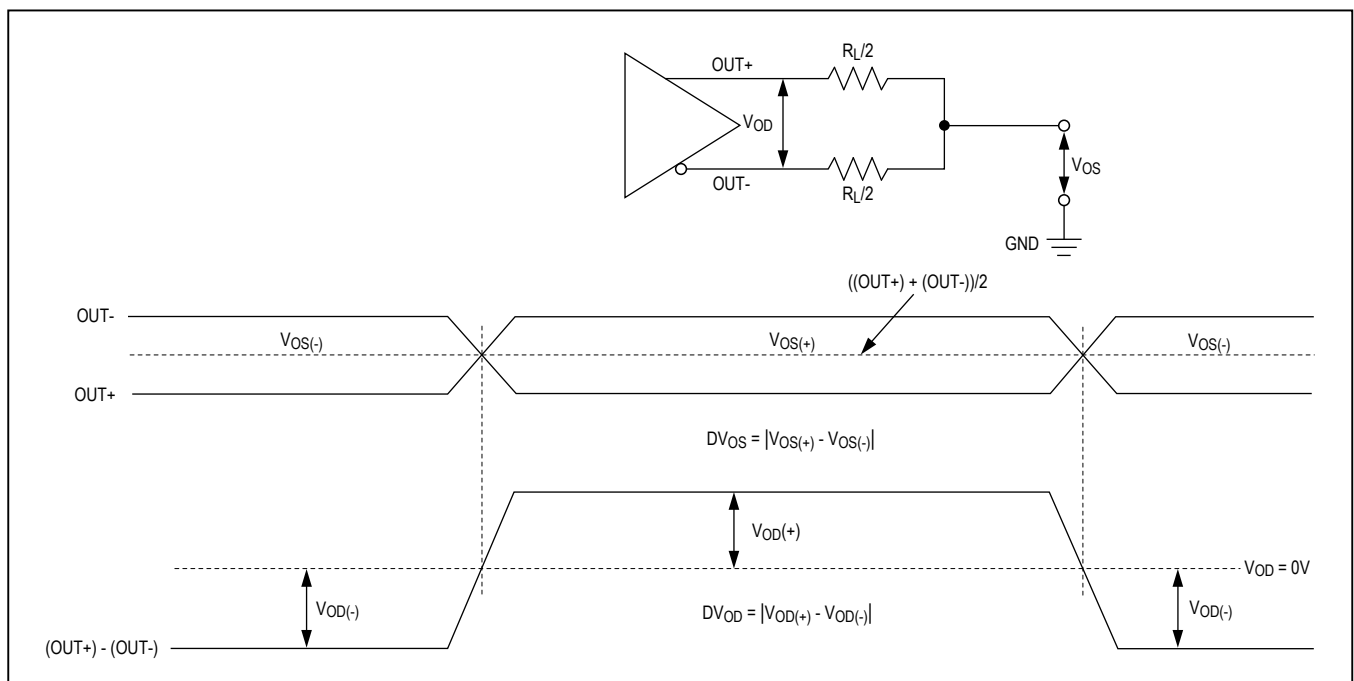 R_L/2
OUT+
V_OD
OUT-
R_L/2
V_OS
GND
((OUT+) + (OUT-))/2
OUT-
V_OS(-)
V_OS(+)
V_OS(-)
OUT+
DV_OS = |V_OS(+) - V_OS(-)|
V_OD(+)
V_OD = 0V
V_OD(-)
DV_OD = |V_OD(+) - V_OD(-)|
V_OD(-)
(OUT+) - (OUT-)